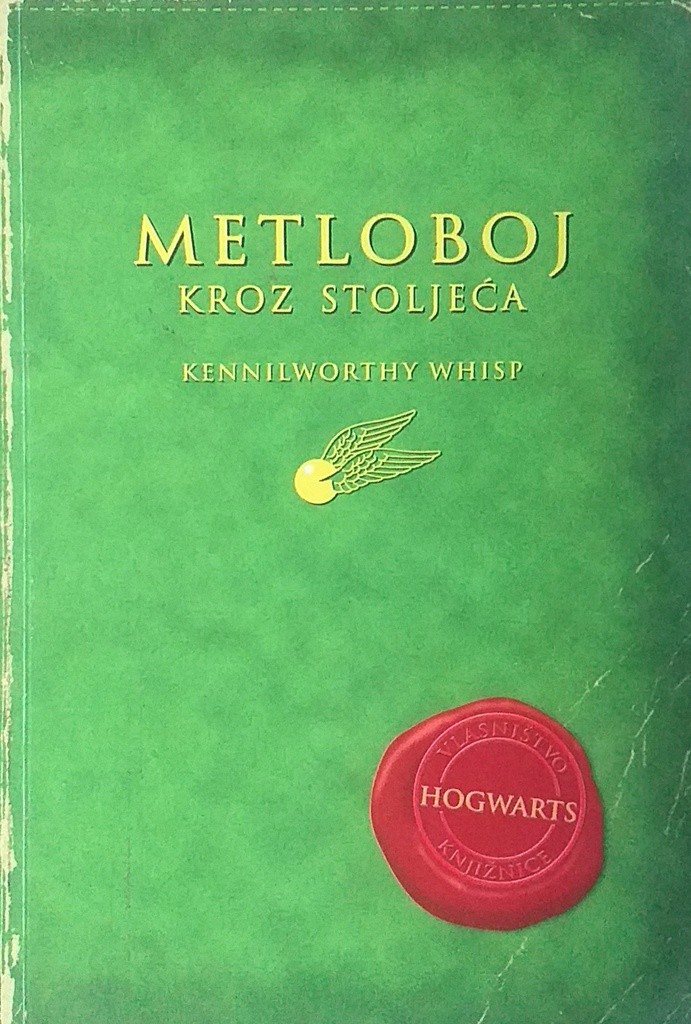 METLOBOJ
KROZ STOLJEĆA
KENNILWORTHY WHISP
VLASNIŠTVO
HOGWARTS
KNJIŽNICE